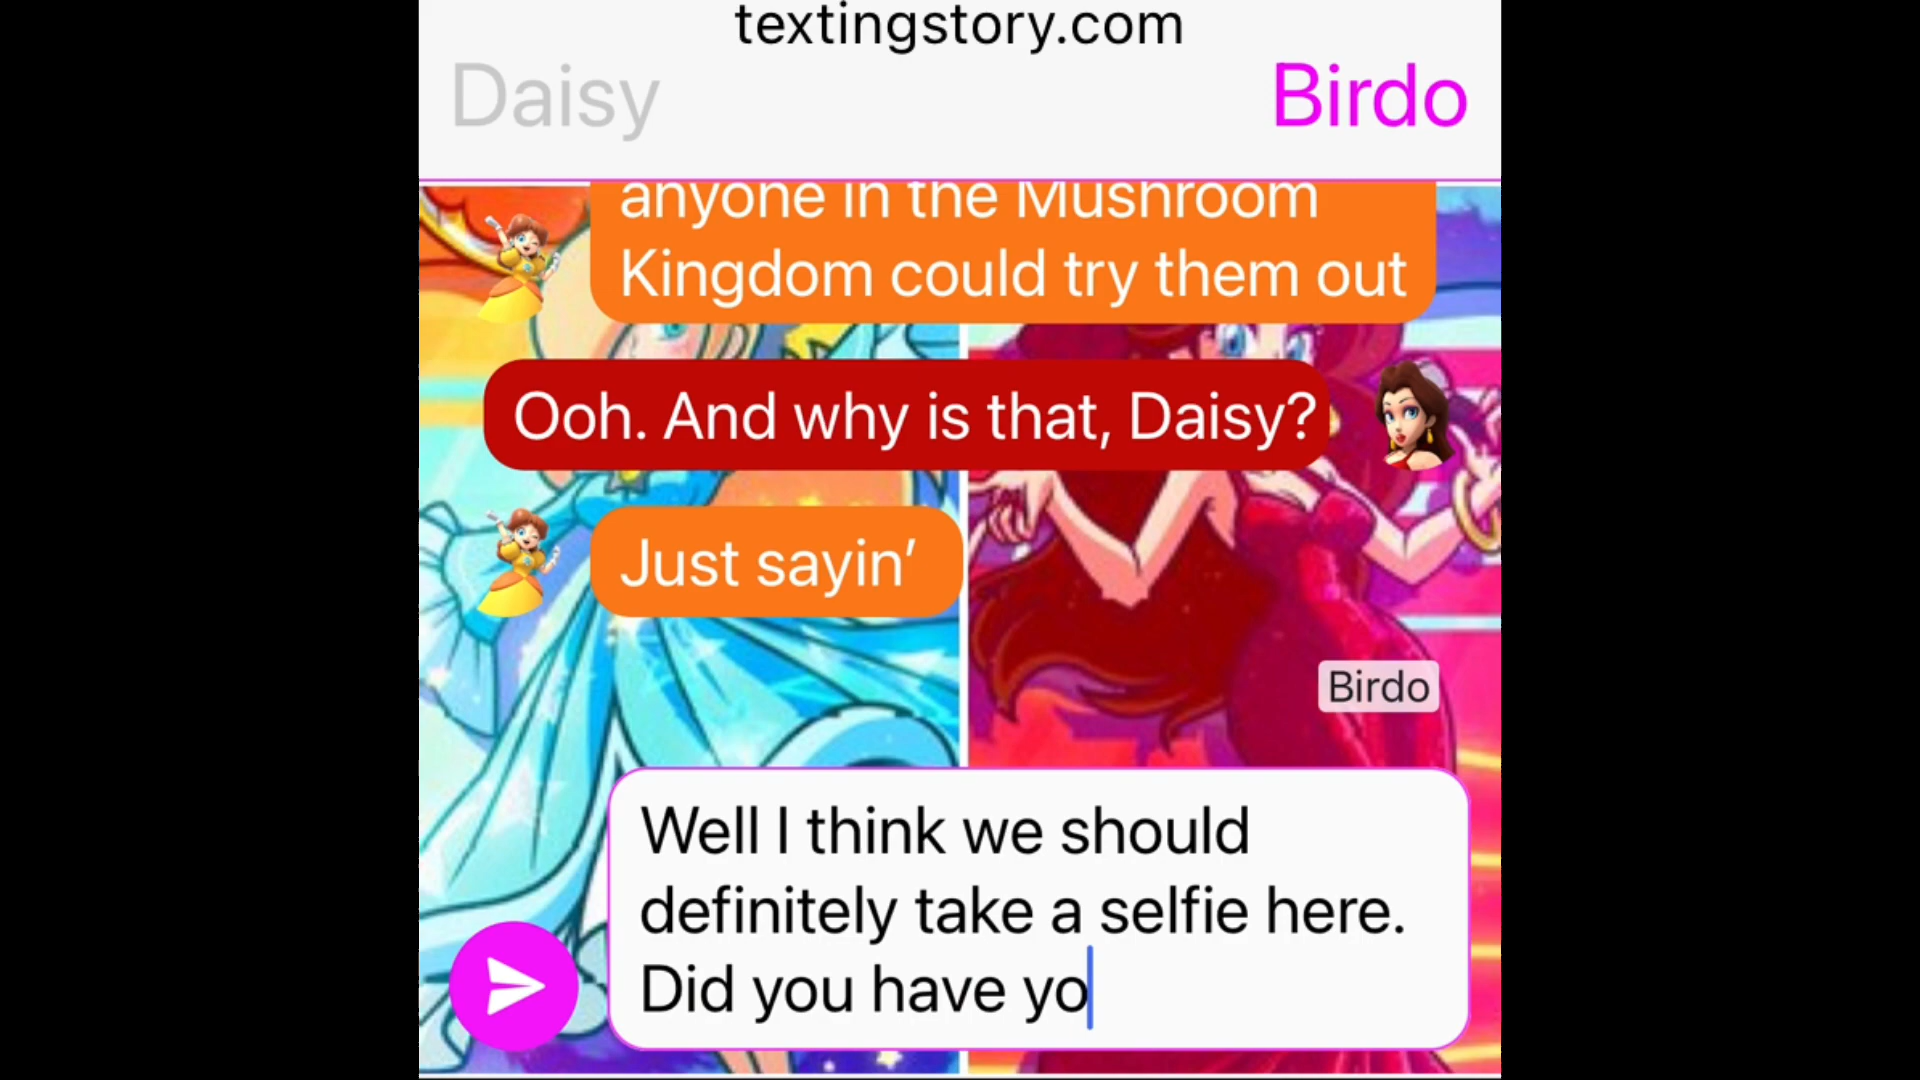 textingstory.com
Daisy
Birdo
anyone in the Mushroom
Kingdom could try them out
Ooh. And why is that, Daisy?
Just sayin’
Birdo
Well I think we should
definitely take a selfie here.
Did you have yo